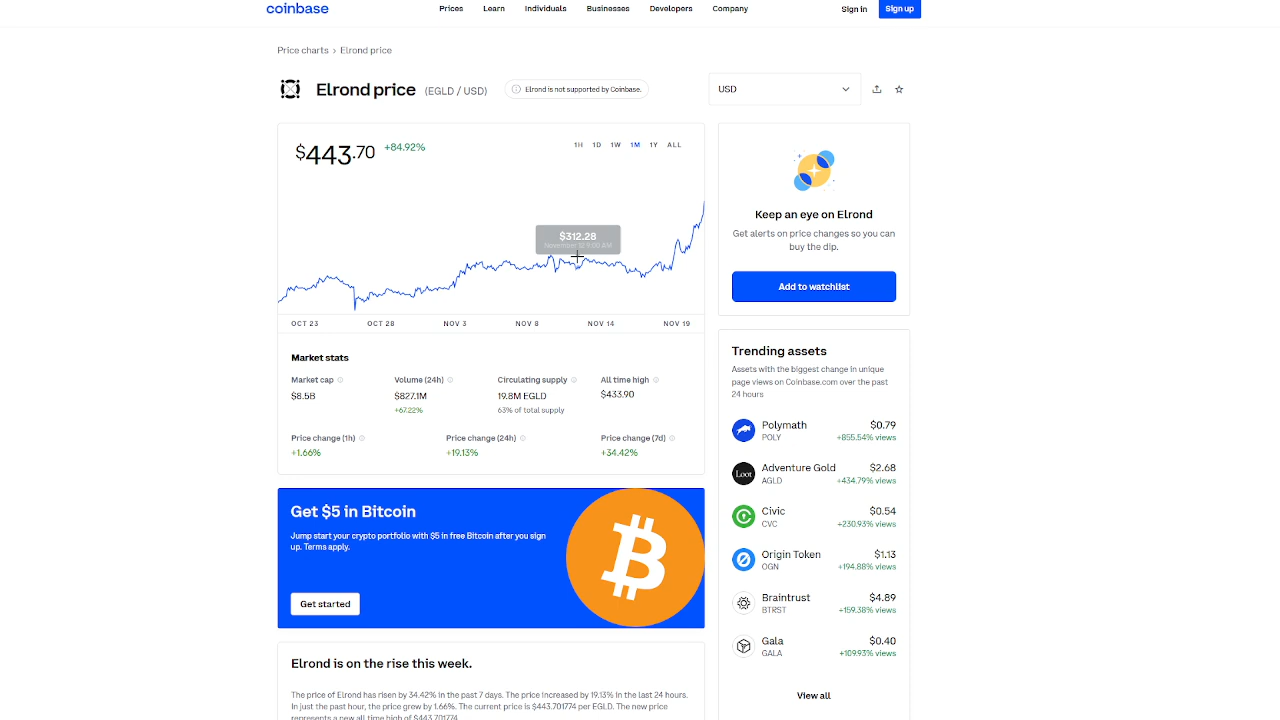 coinbase Prices Learn Individuals Businesses Developers Company Sign in Sign up
Price charts › Elrond price
Elrond price (EGLD / USD) Elrond is not supported by Coinbase. USD
$443.70 +84.92% 1H 1D 1W 1M 1Y ALL
$312.28
OCT 23 OCT 28 NOV 3 NOV 8 NOV 14 NOV 19
Market stats
Market cap Volume (24h) Circulating supply All time high
$8.5B $827.1M 19.8M EGLD $433.90
+67.22% 63% of total supply
Price change (1h) Price change (24h) Price change (7d)
+1.66% +19.13% +34.42%
Get $5 in Bitcoin
Jump start your crypto portfolio with $5 in free Bitcoin after you sign
up. Terms apply.
Get started
Elrond is on the rise this week.
The price of Elrond has risen by 34.42% in the past 7 days. The price increased by 19.13% in the last 24 hours.
In just the past hour, the price grew by 1.66%. The current price is $443.701774 per EGLD. The new price
represents a new all time high of $443.701774.
Keep an eye on Elrond
Get alerts on price changes so you can
buy the dip.
Add to watchlist
Trending assets
Assets with the biggest change in unique
page views on Coinbase.com over the past
24 hours
Polymath $0.79
POLY +855.54% views
Loot
Adventure Gold $2.68
AGLD +434.79% views
Civic $0.54
CVC +230.93% views
Origin Token $1.13
OGN +194.88% views
Braintrust $4.89
BTRST +159.38% views
Gala $0.40
GALA +109.93% views
View all